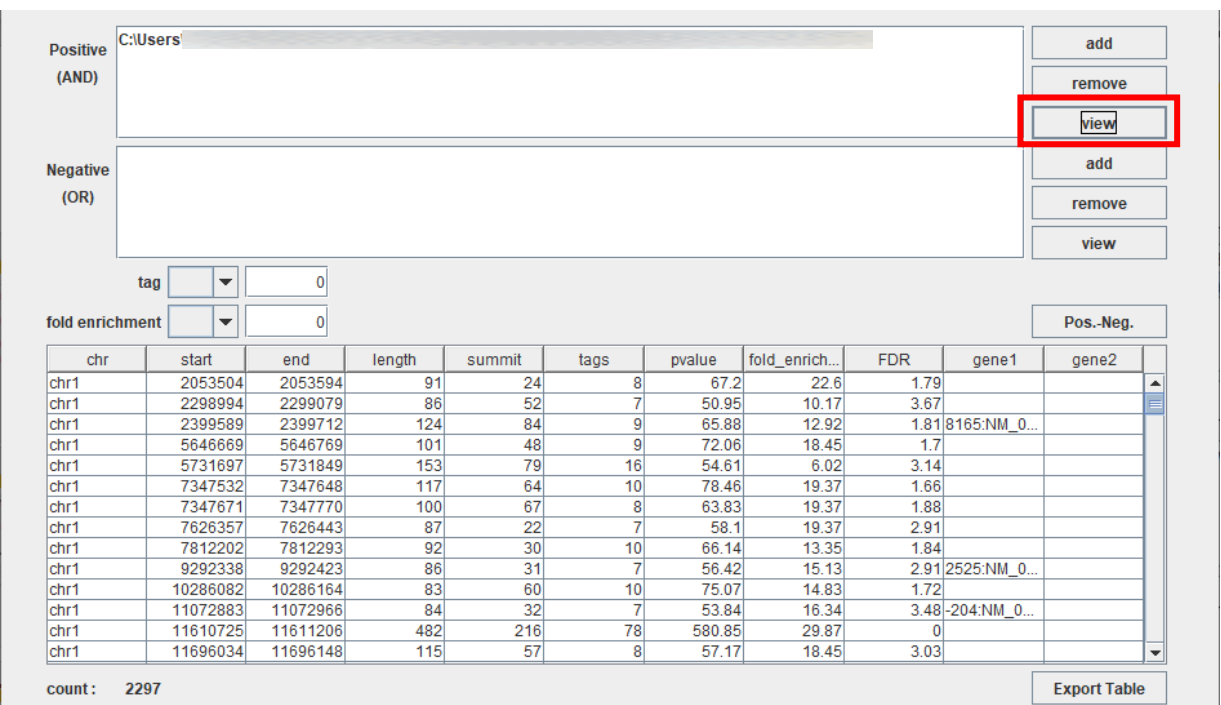 Positive
(AND)
C:\Users\
add
remove
view
Negative
(OR)
add
remove
view
tag 0
fold enrichment 0 Pos.-Neg.
chr start end length summit tags pvalue fold_enrich... FDR gene1 gene2
chr1 2053504 2053594 91 24 8 67.2 22.6 1.79
chr1 2298994 2299079 86 52 7 50.95 10.17 3.67
chr1 2399589 2399712 124 84 9 65.88 12.92 1.81 8165:NM_0...
chr1 5646669 5646769 101 48 9 72.06 18.45 1.7
chr1 5731697 5731849 153 79 16 54.61 6.02 3.14
chr1 7347532 7347648 117 64 10 78.46 19.37 1.66
chr1 7347671 7347770 100 67 8 63.83 19.37 1.88
chr1 7626357 7626443 87 22 7 58.1 19.37 2.91
chr1 7812202 7812293 92 30 10 66.14 13.35 1.84
chr1 9292338 9292423 86 31 7 56.42 15.13 2.91 2525:NM_0...
chr1 10286082 10286164 83 60 10 75.07 14.83 1.72
chr1 11072883 11072966 84 32 7 53.84 16.34 3.48 -204:NM_0...
chr1 11610725 11611206 482 216 78 580.85 29.87 0
chr1 11696034 11696148 115 57 8 57.17 18.45 3.03
count : 2297 Export Table